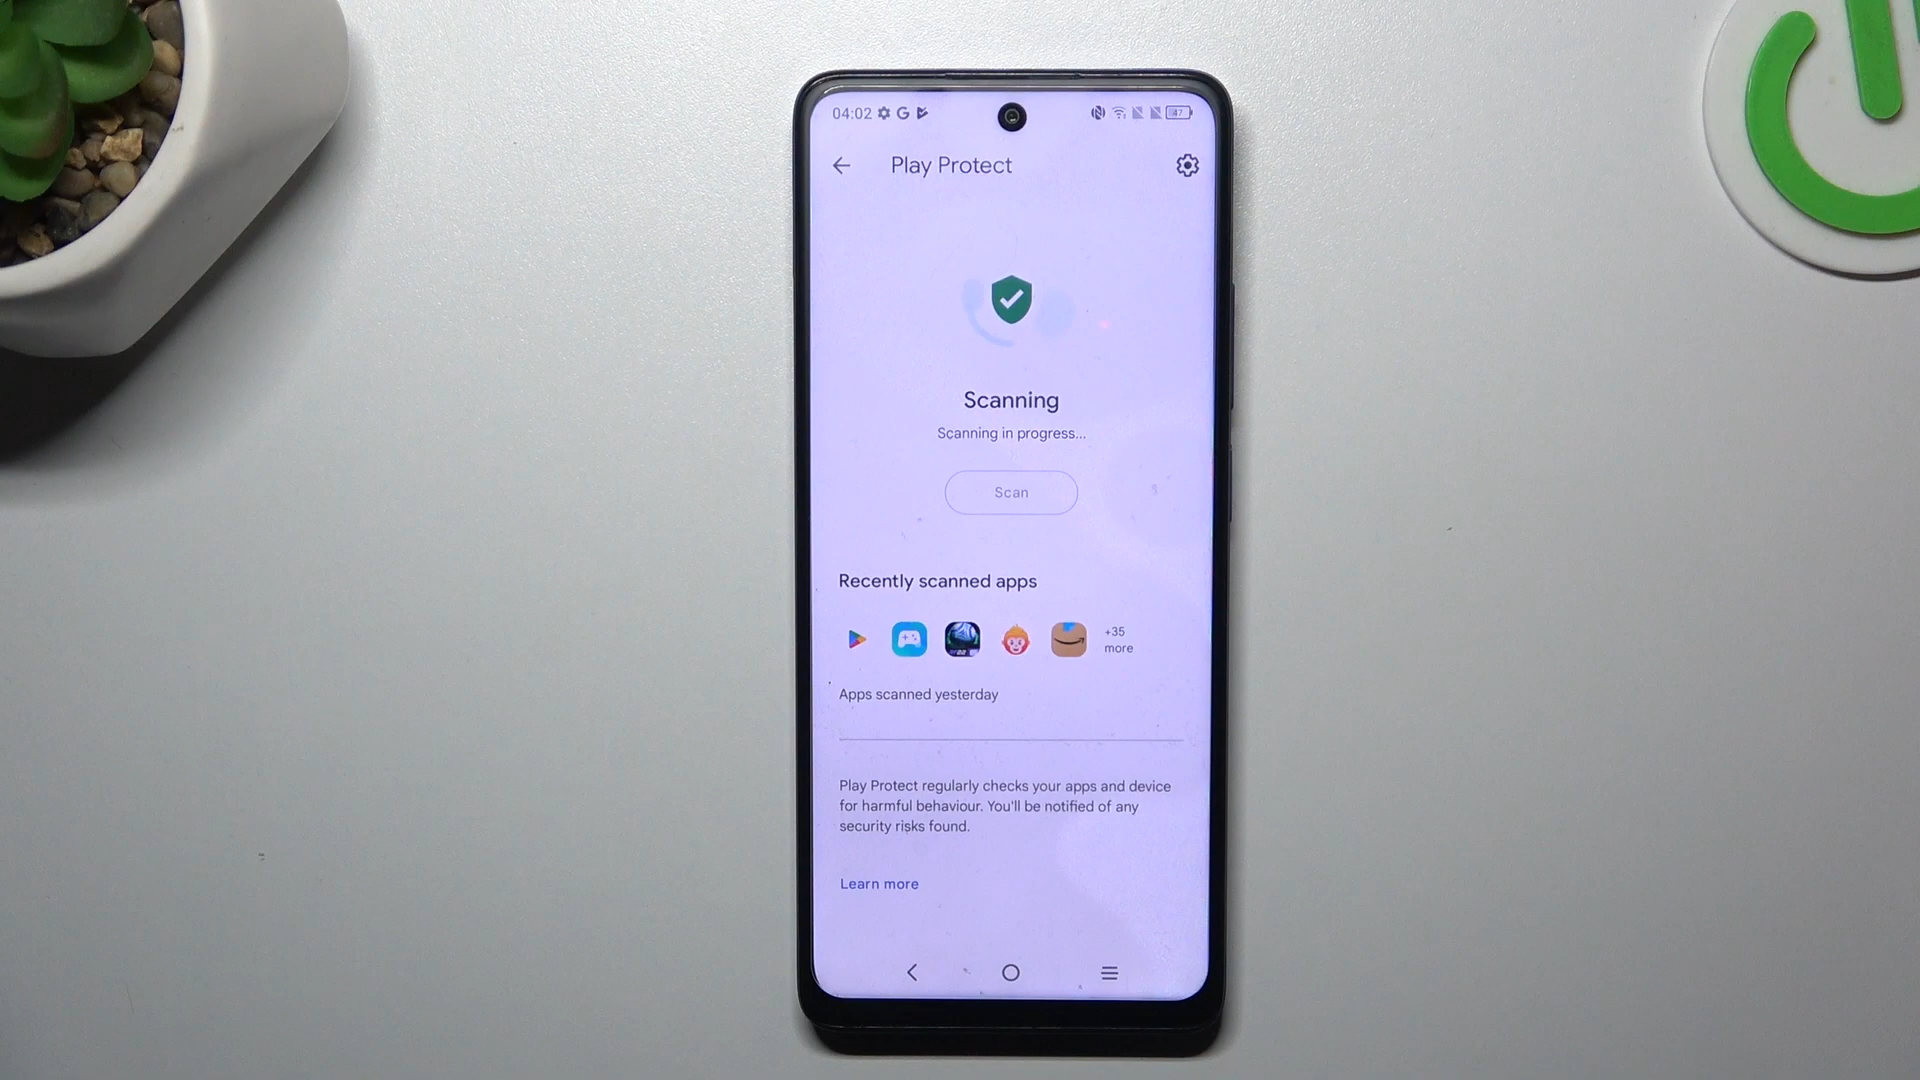 04:02
47
Play Protect
Scanning
Scanning in progress...
Scan
Recently scanned apps
+35
more
Apps scanned yesterday
Play Protect regularly checks your apps and device
for harmful behaviour. You'll be notified of any
security risks found.
Learn more